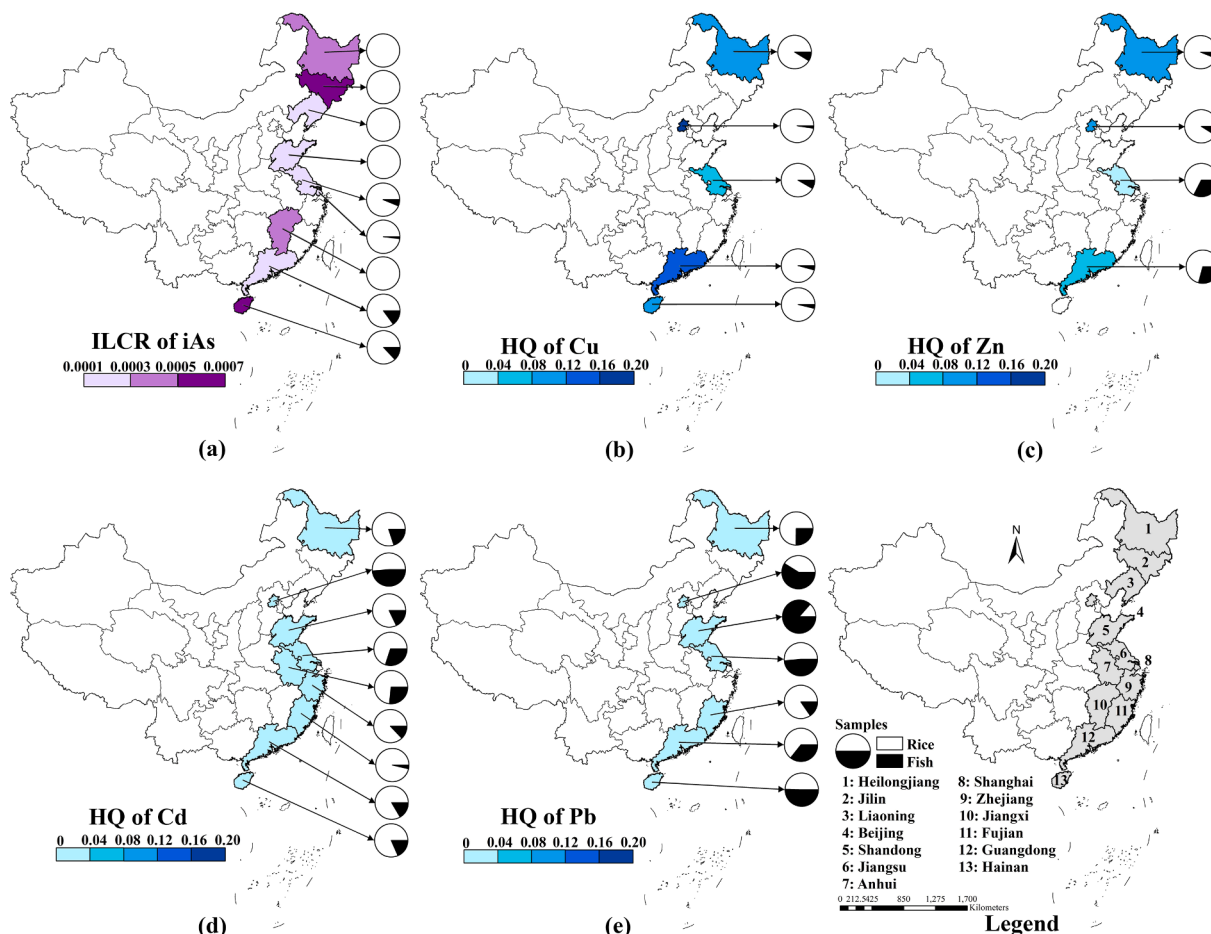 ILCR of iAs
0.0001 0.0003 0.0005 0.0007
(a)
HQ of Cu
0 0.04 0.08 0.12 0.16 0.20
(b)
HQ of Zn
0 0.04 0.08 0.12 0.16 0.20
(c)
HQ of Cd
0 0.04 0.08 0.12 0.16 0.20
(d)
HQ of Pb
0 0.04 0.08 0.12 0.16 0.20
(e)
N
1
2
3
4
5
6
7
8
9
10
11
12
13
Samples
Rice
Fish
1: Heilongjiang 8: Shanghai
2: Jilin 9: Zhejiang
3: Liaoning 10: Jiangxi
4: Beijing 11: Fujian
5: Shandong 12: Guangdong
6: Jiangsu 13: Hainan
7: Anhui
0 212.5425 850 1,275 1,700
Kilometers
Legend